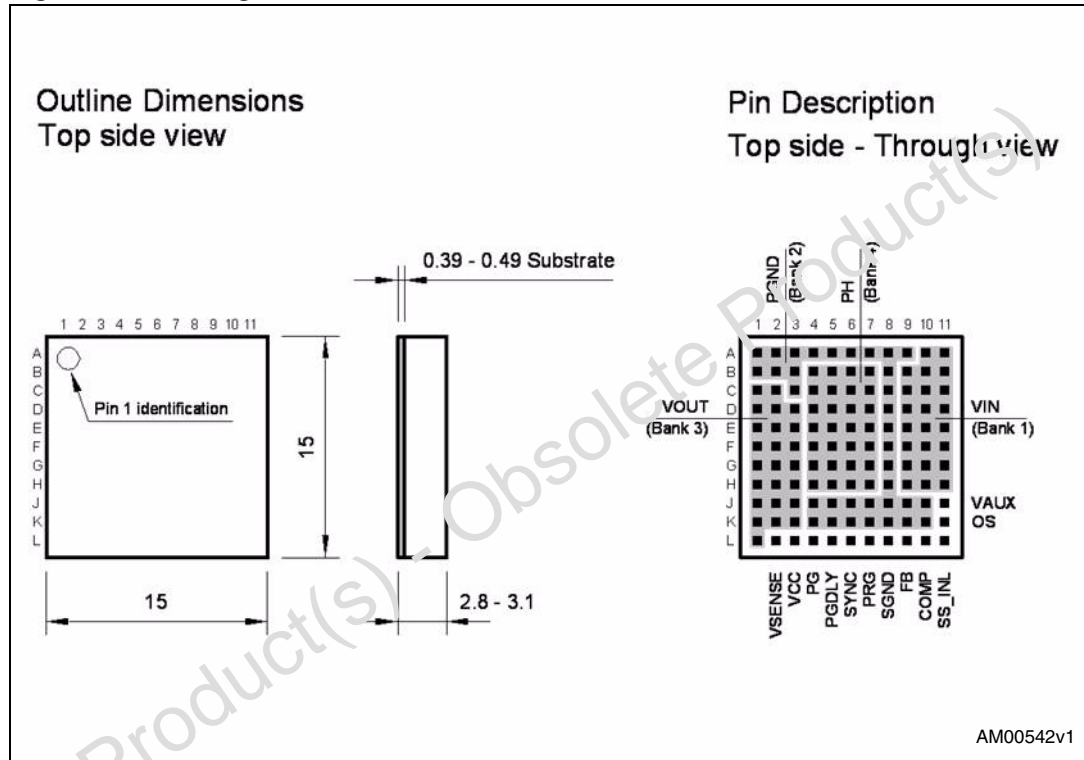 Outline Dimensions
Top side view
Pin Description
Top side - Through view
0.39 - 0.49 Substrate
PGND
(Bank 2)
PH
1 2 3 4 5 6 7 8 9 10 11
A
Pin 1 identification
B
C
D
E
F
G
H
J
K
L
15
15
2.8 - 3.1
1 2 3 4 5 6 7 8 9 10 11
A
B
C
D
E
F
G
H
J
K
L
VOUT
(Bank 3)
VIN
(Bank 1)
VAUX
OS
VSENSE
VCC
PG
PGDLY
SYNC
PRG
SGND
FB
COMP
SS_INL
Product(s) - Obsolete Product(s)
AM00542v1